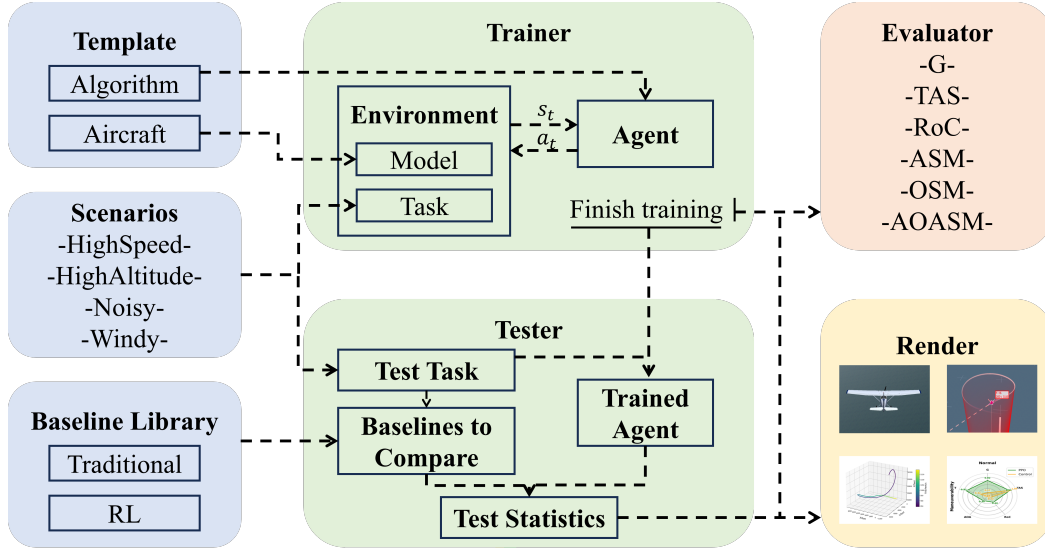 Template
Algorithm
Aircraft
Scenarios
-HighSpeed-
-HighAltitude-
-Noisy-
-Windy-
Baseline Library
Traditional
RL
Trainer
Environment
Model
Task
s_t
a_t
Agent
Finish training
Tester
Test Task
Baselines to
Compare
Trained
Agent
Test Statistics
Evaluator
-G-
-TAS-
-RoC-
-ASM-
-OSM-
-AOASM-
Render
Normal